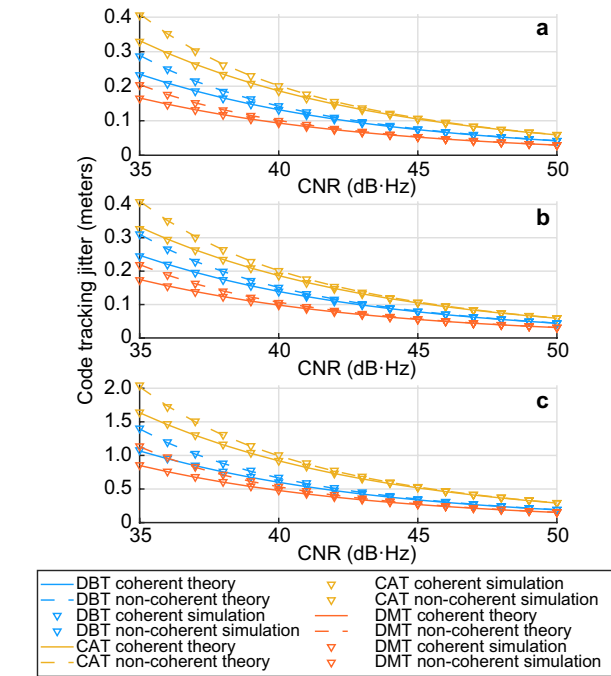 a
0.4
0.3
0.2
0.1
0
35
40
45
50
CNR (dB·Hz)
Code tracking jitter (meters)
b
0.4
0.3
0.2
0.1
0
35
40
45
50
CNR (dB·Hz)
c
2.0
1.5
1.0
0.5
0
35
40
45
50
CNR (dB·Hz)
DBT coherent theory
DBT non-coherent theory
DBT coherent simulation
DBT non-coherent simulation
CAT coherent theory
CAT non-coherent theory
CAT coherent simulation
CAT non-coherent simulation
DMT coherent theory
DMT non-coherent theory
DMT coherent simulation
DMT non-coherent simulation